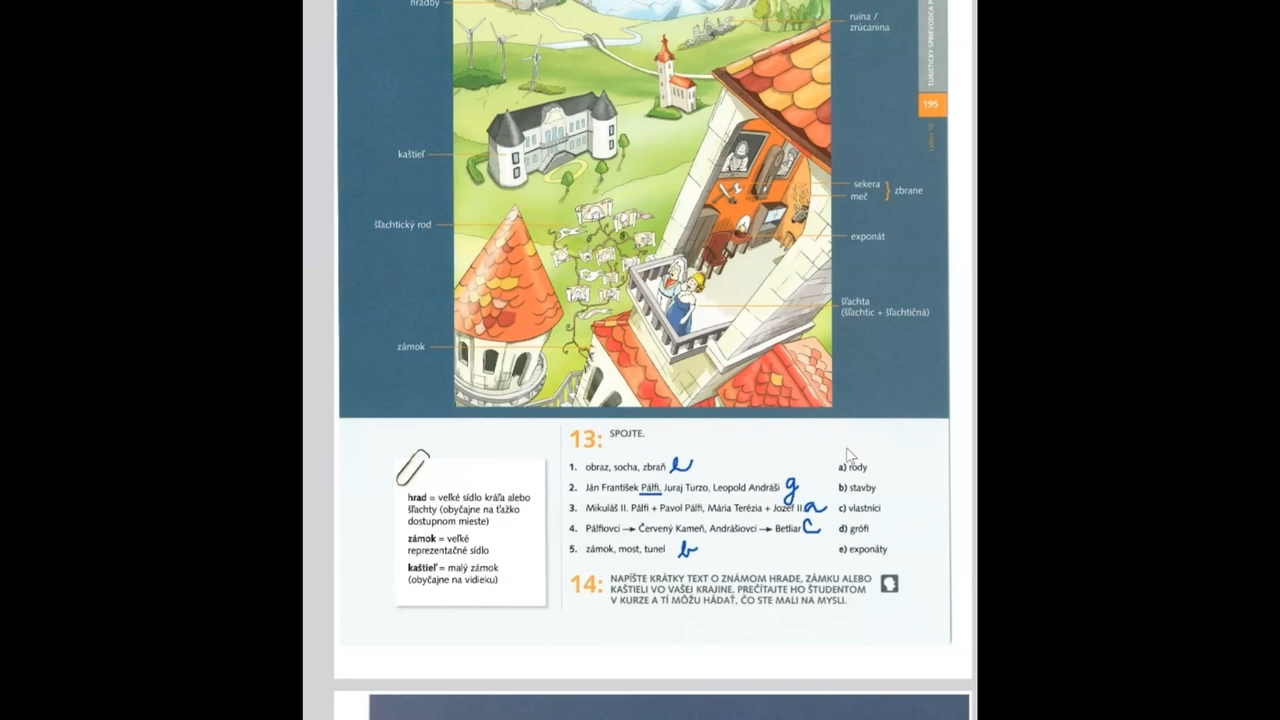 hradby
ruina /
zrúcanina
TURISTICKÝ SPRIEVODCA P
195
kaštieľ
sekera
meč
zbrane
šľachtický rod
exponát
šľachta
(šľachtic + šľachtičná)
zámok
13: SPOJTE.
1. obraz, socha, zbraň e
2. Ján František Pálfi, Juraj Turzo, Leopold Andráši g
3. Mikuláš II. Pálfi + Pavol Pálfi, Mária Terézia + Jozef II. a
4. Pálfiovci → Červený Kameň, Andrášiovci → Betliar c
5. zámok, most, tunel b
a) rody
b) stavby
c) vlastníci
d) grófi
e) exponáty
hrad = veľké sídlo kráľa alebo
šľachty (obyčajne na ťažko
dostupnom mieste)
zámok = veľké
reprezentačné sídlo
kaštieľ = malý zámok
(obyčajne na vidieku)
14: NAPÍŠTE KRÁTKY TEXT O ZNÁMOM HRADE, ZÁMKU ALEBO
KAŠTIELI VO VAŠEJ KRAJINE. PREČÍTAJTE HO ŠTUDENTOM
V KURZE A TÍ MÔŽU HÁDAŤ, ČO STE MALI NA MYSLI.